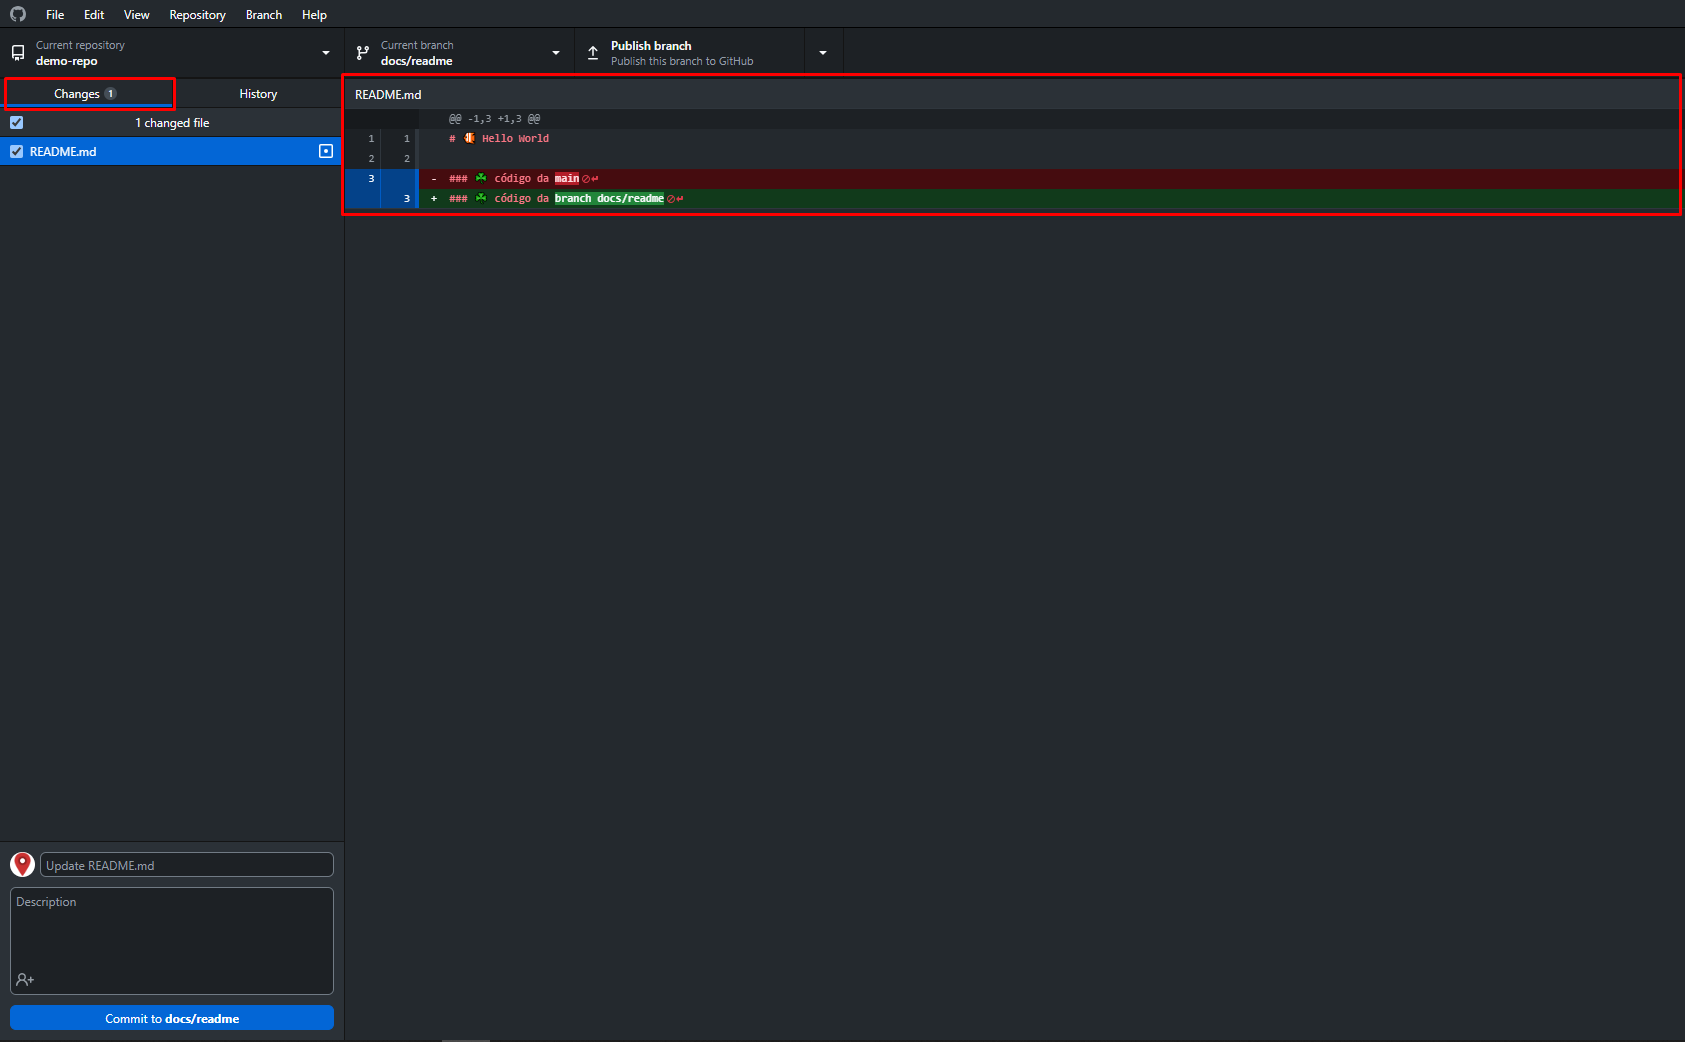 File Edit View Repository Branch Help
Current repository
demo-repo
Current branch
docs/readme
Publish branch
Publish this branch to GitHub
Changes 1
History
1 changed file
README.md
README.md
@@ -1,3 +1,3 @@
1 1 # 🐠 Hello World
2 2
3 - ### ☘ código da main
3 + ### ☘ código da branch docs/readme
Update README.md
Description
Commit to docs/readme